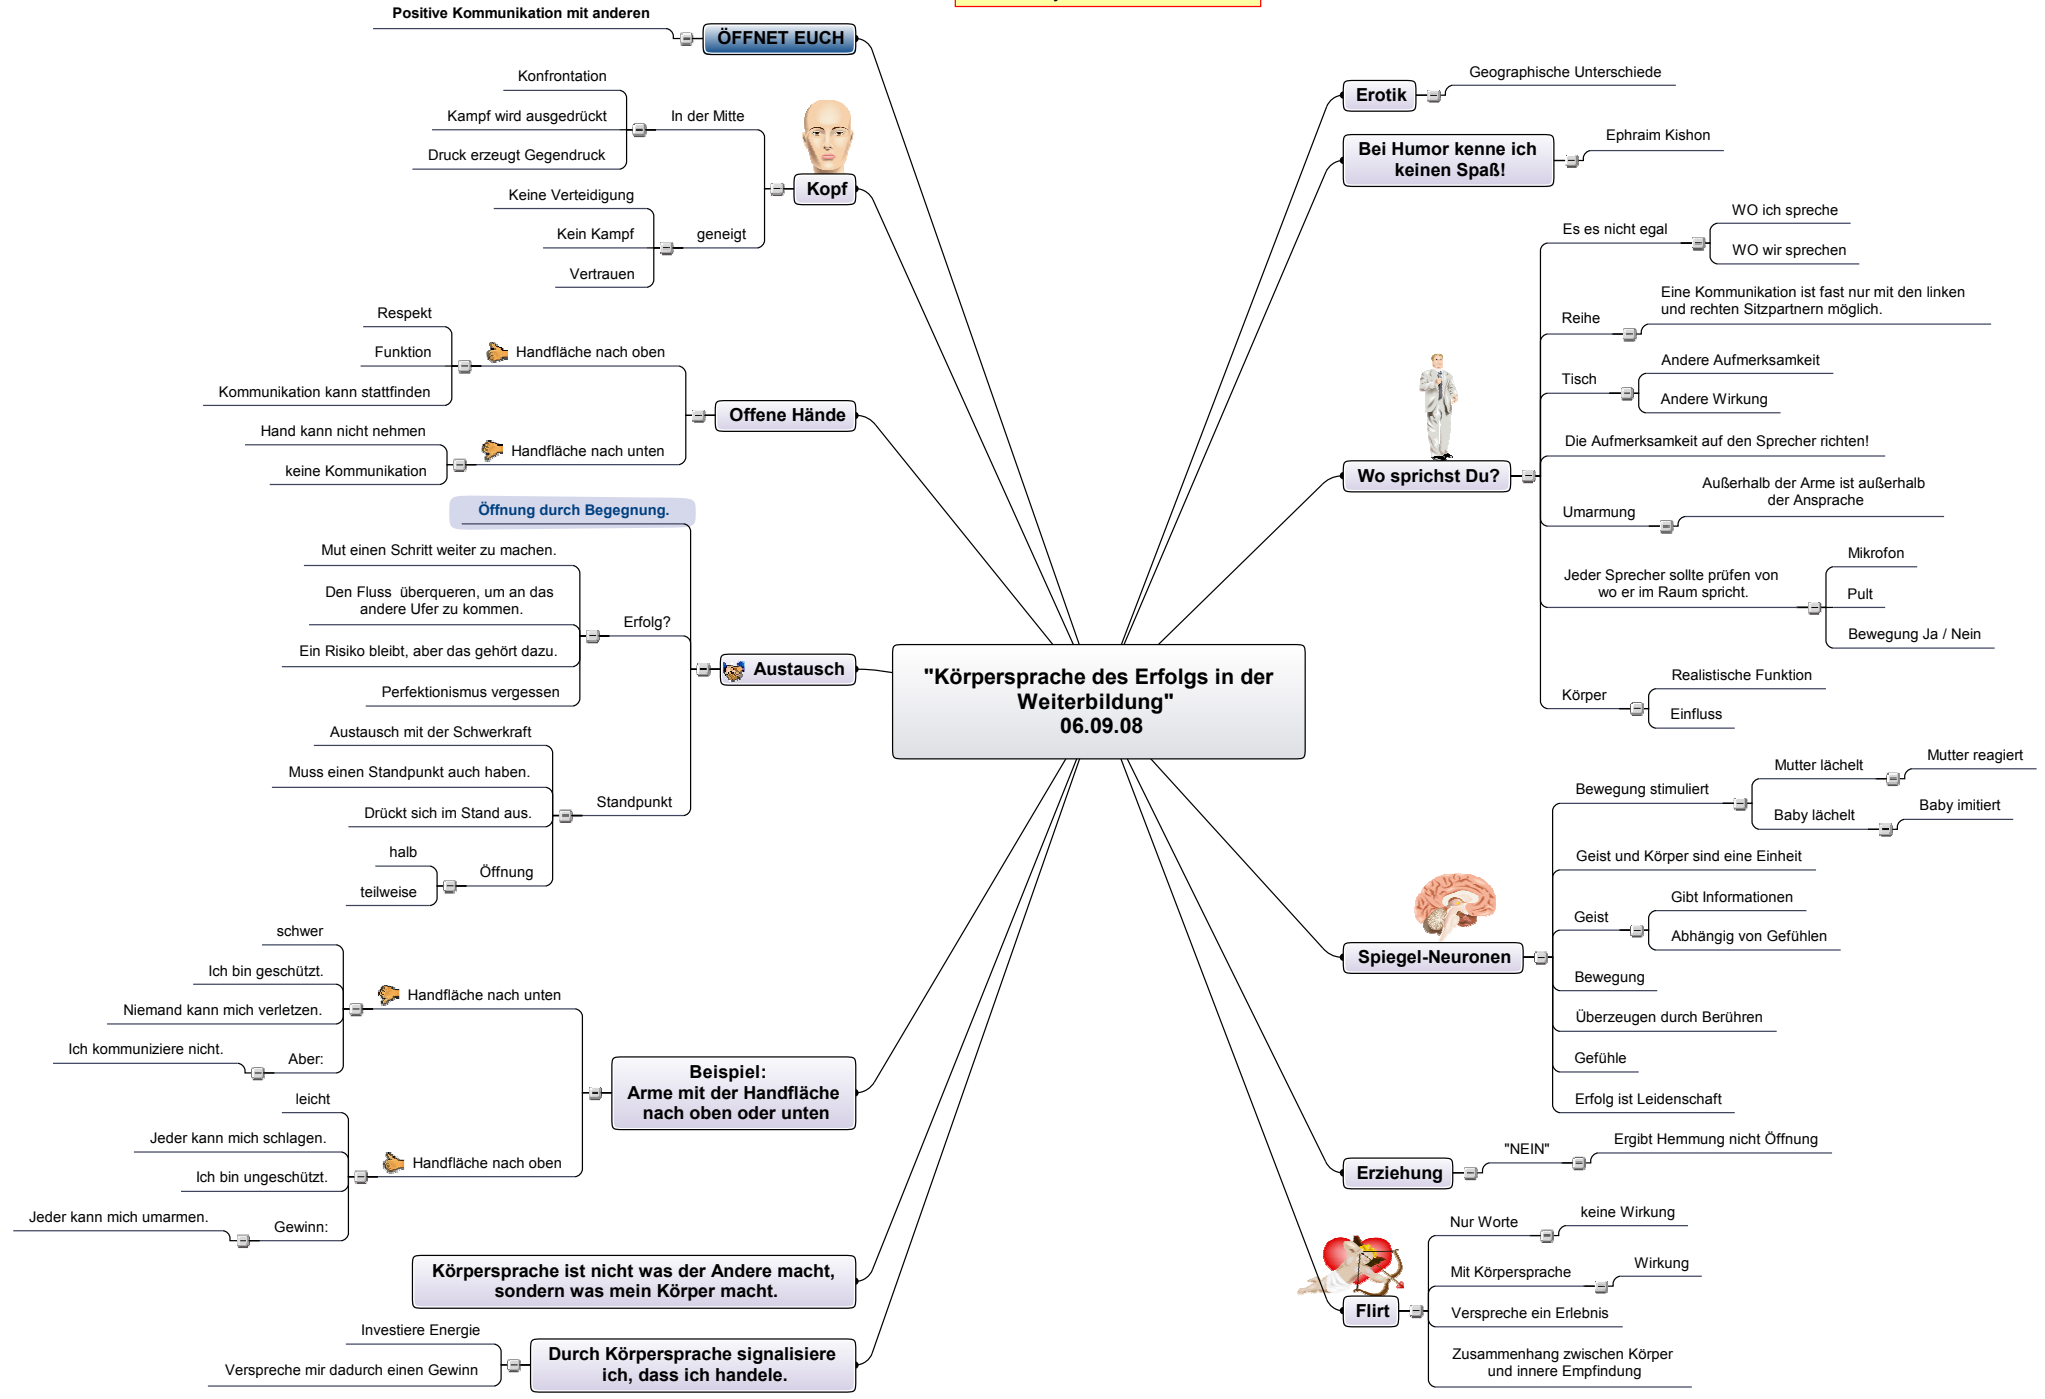 Positive Kommunikation mit anderen
ÖFFNET EUCH
Konfrontation
Kampf wird ausgedrückt
Druck erzeugt Gegendruck
In der Mitte
Keine Verteidigung
Kein Kampf
Vertrauen
geneigt
Kopf
Respekt
Funktion
Kommunikation kann stattfinden
Handfläche nach oben
Hand kann nicht nehmen
keine Kommunikation
Handfläche nach unten
Offene Hände
Öffnung durch Begegnung.
Mut einen Schritt weiter zu machen.
Den Fluss überqueren, um an das
andere Ufer zu kommen.
Ein Risiko bleibt, aber das gehört dazu.
Perfektionismus vergessen
Erfolg?
Austausch mit der Schwerkraft
Muss einen Standpunkt auch haben.
Drückt sich im Stand aus.
halb
teilweise
Öffnung
Standpunkt
Austausch
schwer
Ich bin geschützt.
Niemand kann mich verletzen.
Ich kommuniziere nicht.
Aber:
Handfläche nach unten
leicht
Jeder kann mich schlagen.
Ich bin ungeschützt.
Jeder kann mich umarmen.
Gewinn:
Handfläche nach oben
Beispiel:
Arme mit der Handfläche
nach oben oder unten
Körpersprache ist nicht was der Andere macht,
sondern was mein Körper macht.
Investiere Energie
Verspreche mir dadurch einen Gewinn
Durch Körpersprache signalisiere
ich, dass ich handele.
"Körpersprache des Erfolgs in der
Weiterbildung"
06.09.08
Erotik
Geographische Unterschiede
Bei Humor kenne ich
keinen Spaß!
Ephraim Kishon
Wo sprichst Du?
Es es nicht egal
WO ich spreche
WO wir sprechen
Reihe
Eine Kommunikation ist fast nur mit den linken
und rechten Sitzpartnern möglich.
Tisch
Andere Aufmerksamkeit
Andere Wirkung
Die Aufmerksamkeit auf den Sprecher richten!
Umarmung
Außerhalb der Arme ist außerhalb
der Ansprache
Jeder Sprecher sollte prüfen von
wo er im Raum spricht.
Mikrofon
Pult
Bewegung Ja / Nein
Körper
Realistische Funktion
Einfluss
Spiegel-Neuronen
Bewegung stimuliert
Mutter lächelt
Mutter reagiert
Baby lächelt
Baby imitiert
Geist und Körper sind eine Einheit
Geist
Gibt Informationen
Abhängig von Gefühlen
Bewegung
Überzeugen durch Berühren
Gefühle
Erfolg ist Leidenschaft
Erziehung
"NEIN"
Ergibt Hemmung nicht Öffnung
Flirt
Nur Worte
keine Wirkung
Mit Körpersprache
Wirkung
Verspreche ein Erlebnis
Zusammenhang zwischen Körper
und innere Empfindung